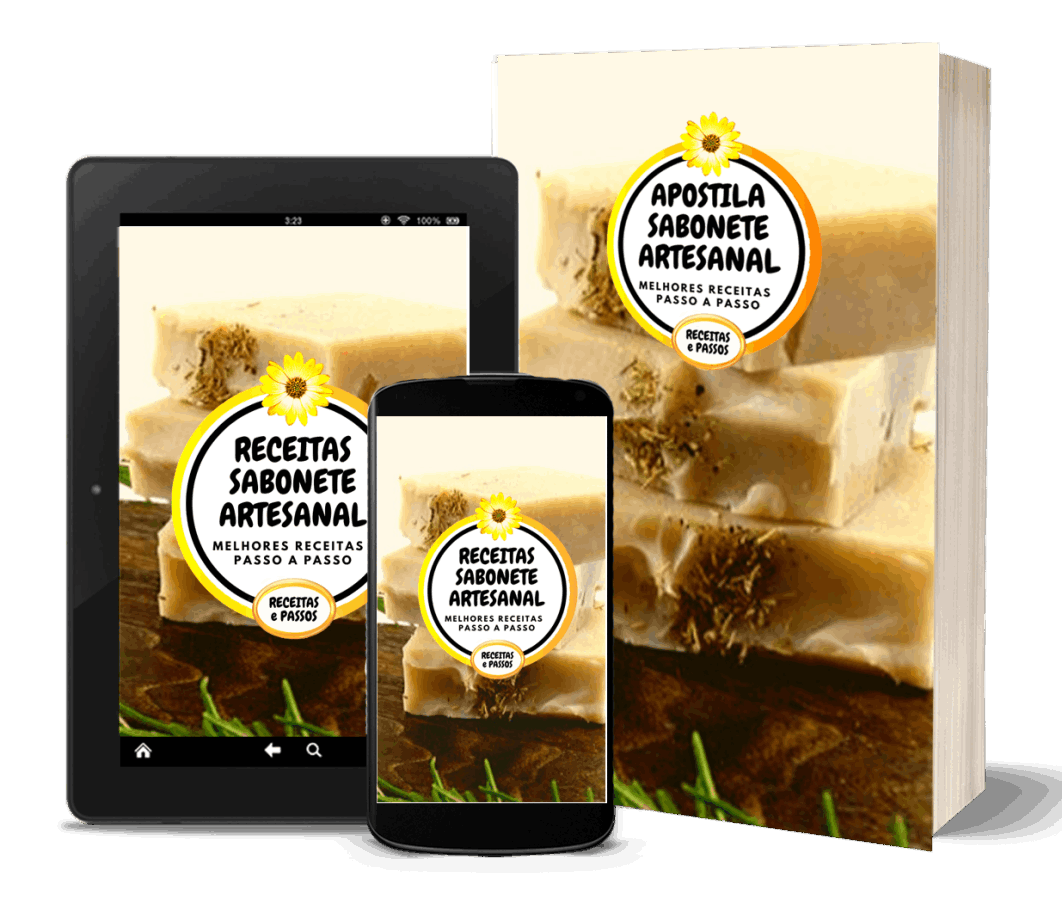 APOSTILA
SABONETE
ARTESANAL
MELHORES RECEITAS
PASSO A PASSO
RECEITAS
e PASSOS
3:23
100%
RECEITAS
SABONETE
ARTESANAL
MELHORES RECEITAS
PASSO A PASSO
RECEITAS
e PASSOS
RECEITAS
SABONETE
ARTESANAL
MELHORES RECEITAS
PASSO A PASSO
RECEITAS
e PASSOS